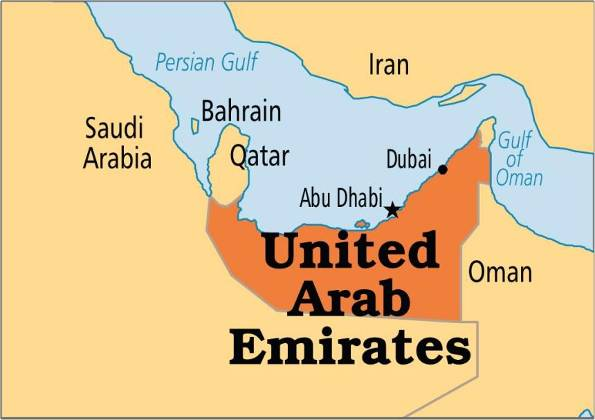 Persian Gulf
Iran
Bahrain
Saudi
Arabia
Qatar
Dubai
Gulf
of
Oman
Abu Dhabi
United
Arab
Emirates
Oman